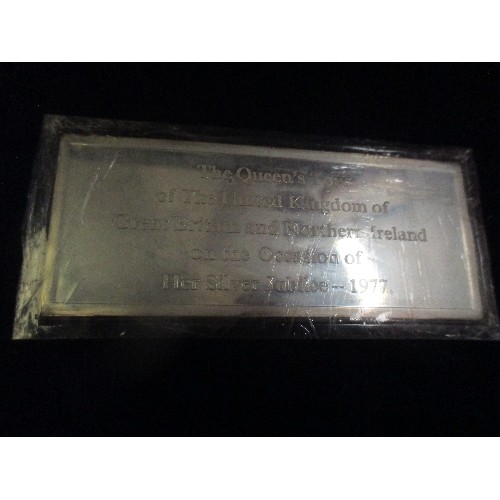 The Queen's
of The United Kingdom of
Great Britain and Northern Ireland
on the Occasion of
Her Silver Jubilee - 1977.